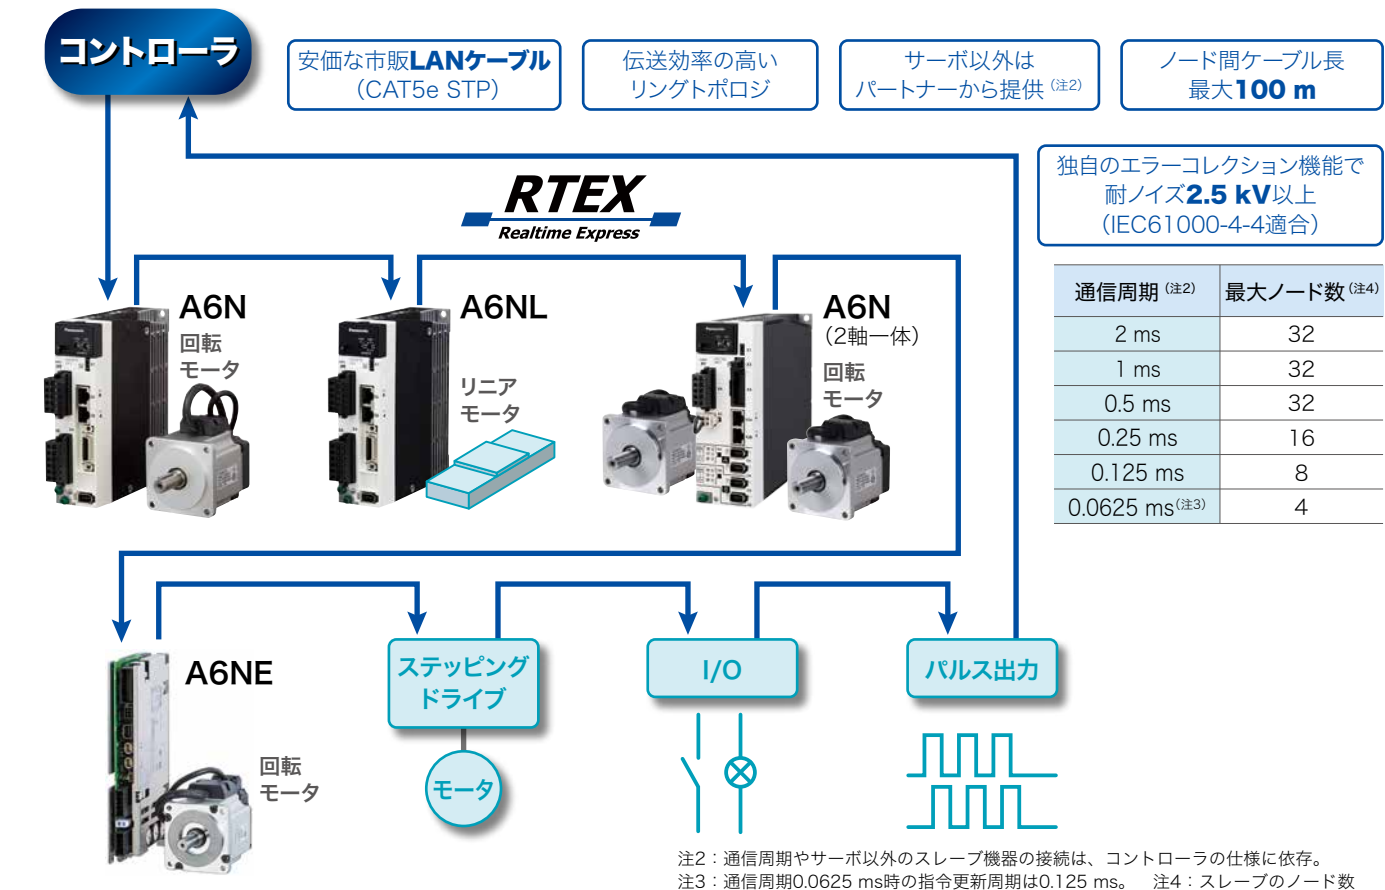 コントローラ
安価な市販LANケーブル
（CAT5e STP）
伝送効率の高い
リングトポロジ
サーボ以外は
パートナーから提供（注2）
ノード間ケーブル長
最大100 m
独自のエラーコレクション機能で
耐ノイズ2.5 kV以上
（IEC61000-4-4適合）
RTEX
Realtime Express
A6N
回転
モータ
A6NL
リニア
モータ
A6N
（2軸一体）
回転
モータ
通信周期（注2） 最大ノード数（注4）
2 ms 32
1 ms 32
0.5 ms 32
0.25 ms 16
0.125 ms 8
0.0625 ms（注3） 4
A6NE
回転
モータ
ステッピング
ドライブ
モータ
I/O
パルス出力
注2：通信周期やサーボ以外のスレーブ機器の接続は、コントローラの仕様に依存。
注3：通信周期0.0625 ms時の指令更新周期は0.125 ms。 注4：スレーブのノード数